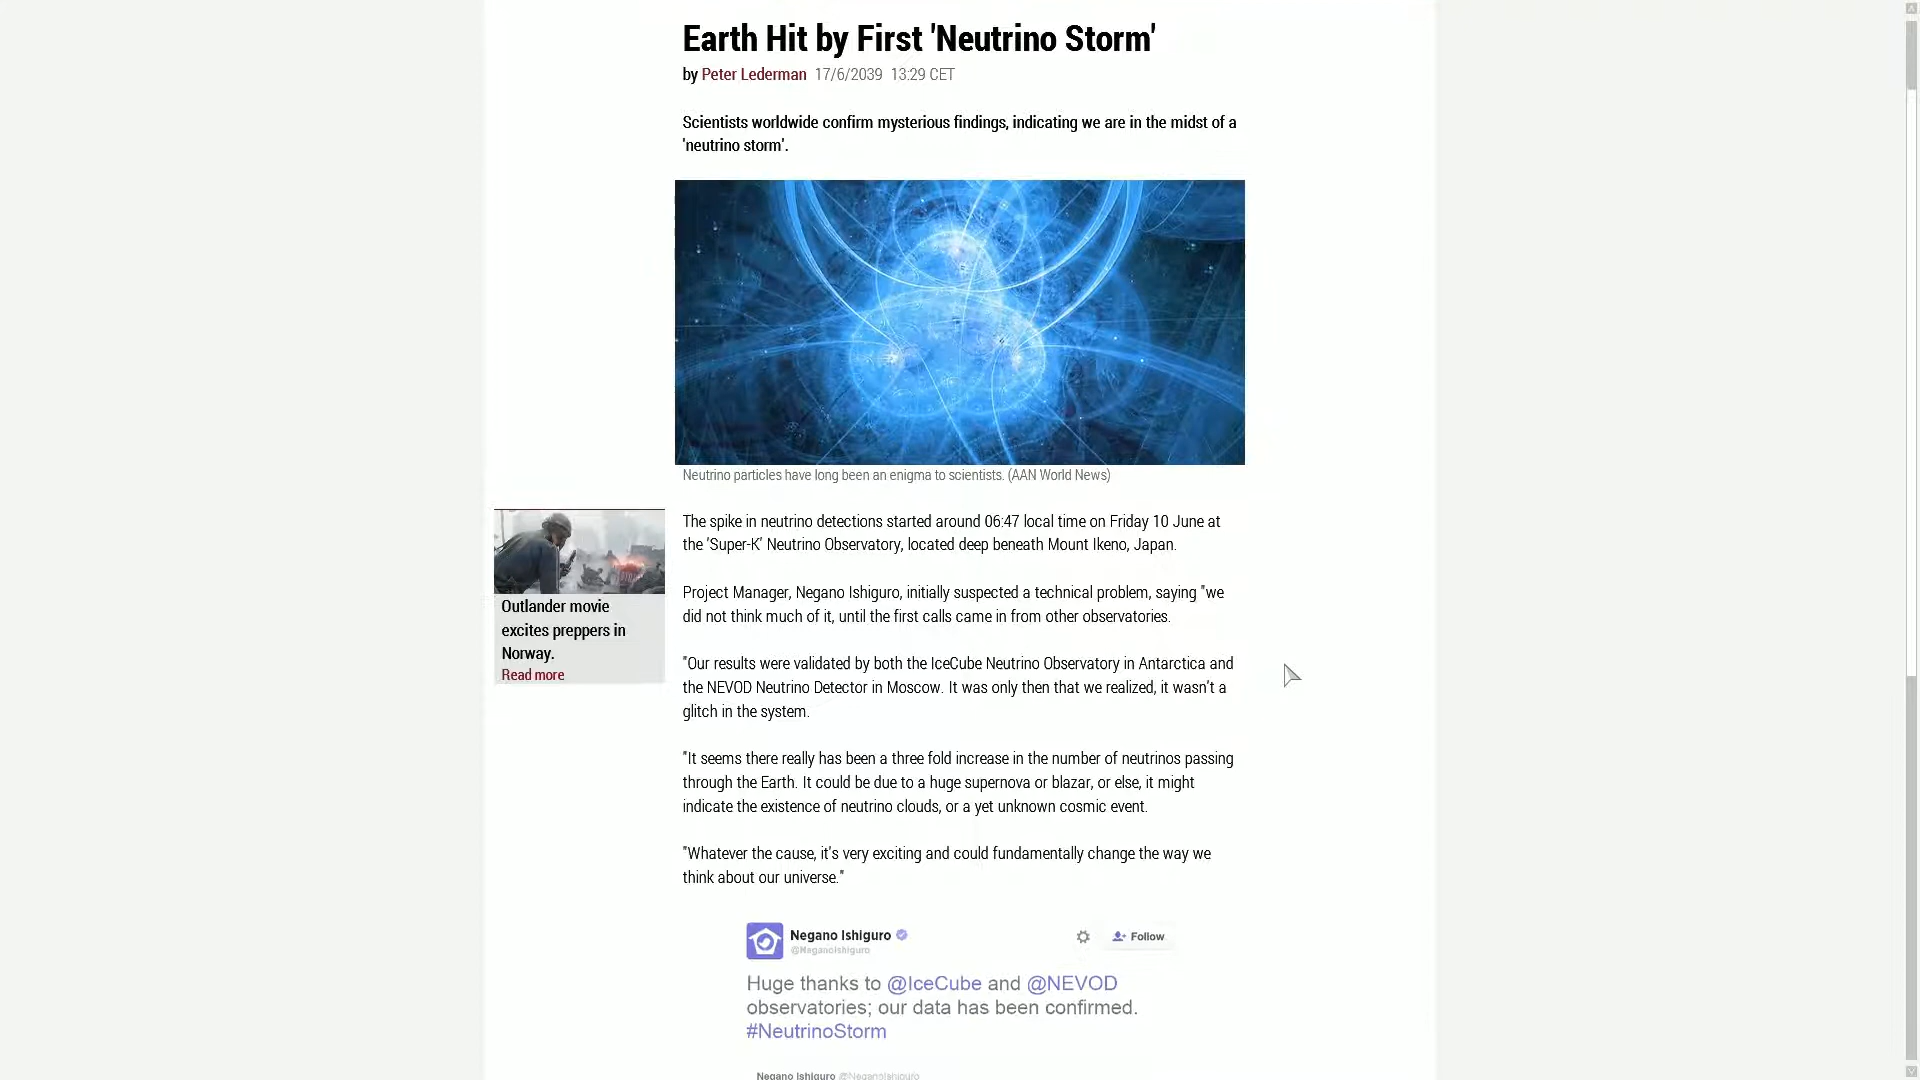 Earth Hit by First 'Neutrino Storm'
by Peter Lederman 17/6/2039 13:29 CET
Scientists worldwide confirm mysterious findings, indicating we are in the midst of a
'neutrino storm'.
Neutrino particles have long been an enigma to scientists. (AAN World News)
Outlander movie
excites preppers in
Norway.
Read more
The spike in neutrino detections started around 06:47 local time on Friday 10 June at
the 'Super-K' Neutrino Observatory, located deep beneath Mount Ikeno, Japan.
Project Manager, Negano Ishiguro, initially suspected a technical problem, saying "we
did not think much of it, until the first calls came in from other observatories.
"Our results were validated by both the IceCube Neutrino Observatory in Antarctica and
the NEVOD Neutrino Detector in Moscow. It was only then that we realized, it wasn't a
glitch in the system.
"It seems there really has been a three fold increase in the number of neutrinos passing
through the Earth. It could be due to a huge supernova or blazar, or else, it might
indicate the existence of neutrino clouds, or a yet unknown cosmic event.
"Whatever the cause, it's very exciting and could fundamentally change the way we
think about our universe."
Negano Ishiguro
@NeganoIshiguro
Follow
Huge thanks to @IceCube and @NEVOD
observatories; our data has been confirmed.
#NeutrinoStorm
Negano Ishiguro @NeganoIshiguro